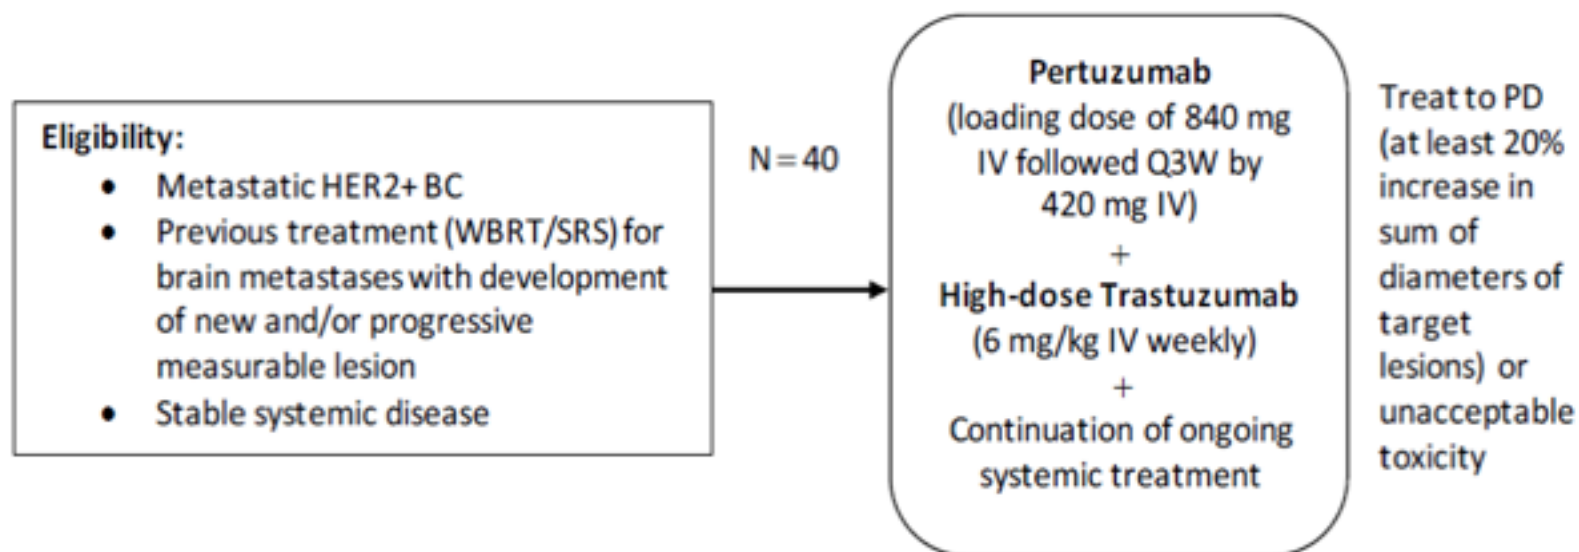 Eligibility:
• Metastatic HER2+ BC
• Previous treatment (WBRT/SRS) for
brain metastases with development
of new and/or progressive
measurable lesion
• Stable systemic disease
N = 40
Pertuzumab
(loading dose of 840 mg
IV followed Q3W by
420 mg IV)
+
High-dose Trastuzumab
(6 mg/kg IV weekly)
+
Continuation of ongoing
systemic treatment
Treat to PD
(at least 20%
increase in
sum of
diameters of
target
lesions) or
unacceptable
toxicity